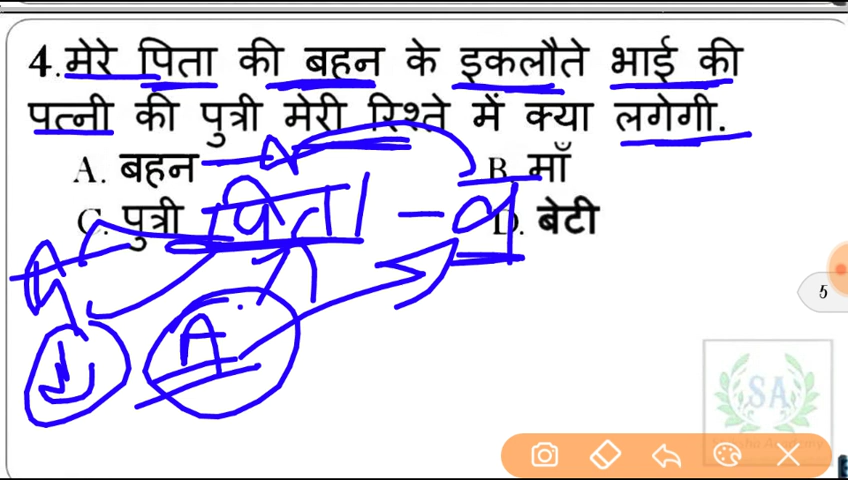 4.मेरे पिता की बहन के इकलौते भाई की
पत्नी की पुत्री मेरी रिश्ते में क्या लगेगी.
A. बहन B. माँ
C. पुत्री D. बेटी
पिता
A
5
SA